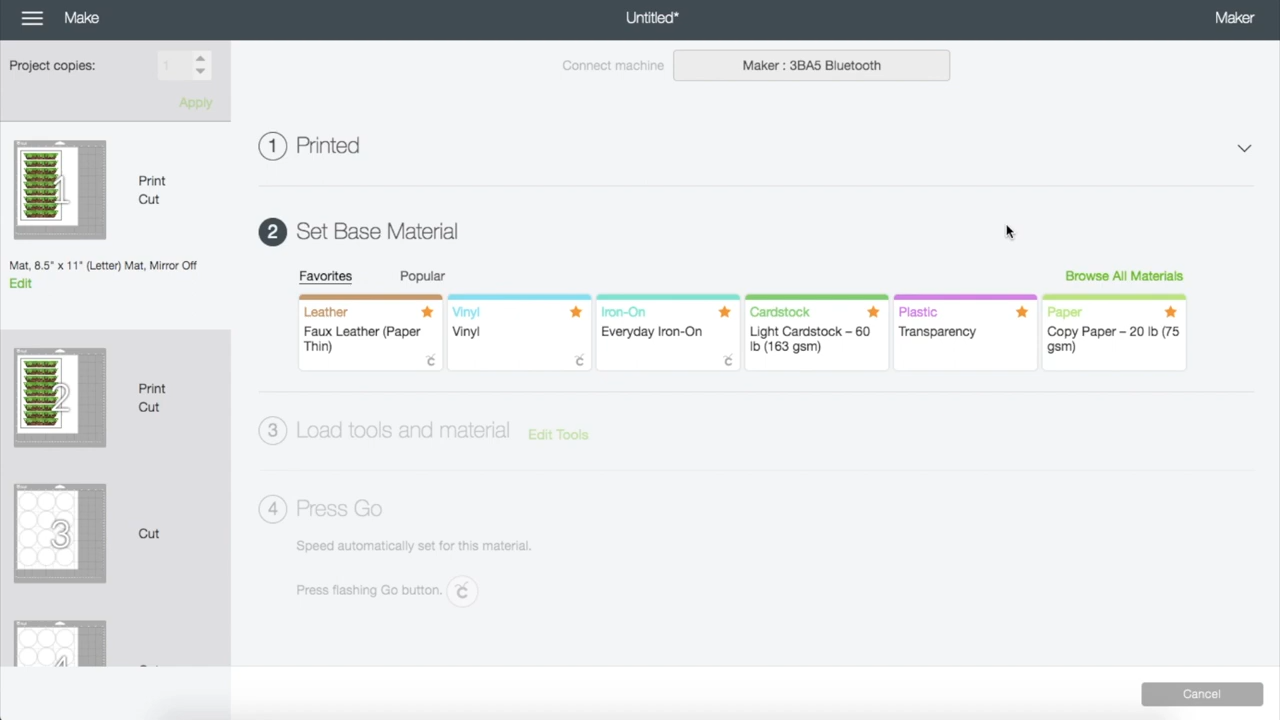 Make
Untitled*
Maker
Project copies:
1
Apply
Connect machine
Maker : 3BA5 Bluetooth
1
Print
Cut
Mat, 8.5" x 11" (Letter) Mat, Mirror Off
Edit
2
Print
Cut
3
Cut
4
1 Printed
2 Set Base Material
Favorites
Popular
Browse All Materials
Leather
Faux Leather (Paper
Thin)
Vinyl
Vinyl
Iron-On
Everyday Iron-On
Cardstock
Light Cardstock – 60
lb (163 gsm)
Plastic
Transparency
Paper
Copy Paper – 20 lb (75
gsm)
3 Load tools and material
Edit Tools
4 Press Go
Speed automatically set for this material.
Press flashing Go button.
Cancel